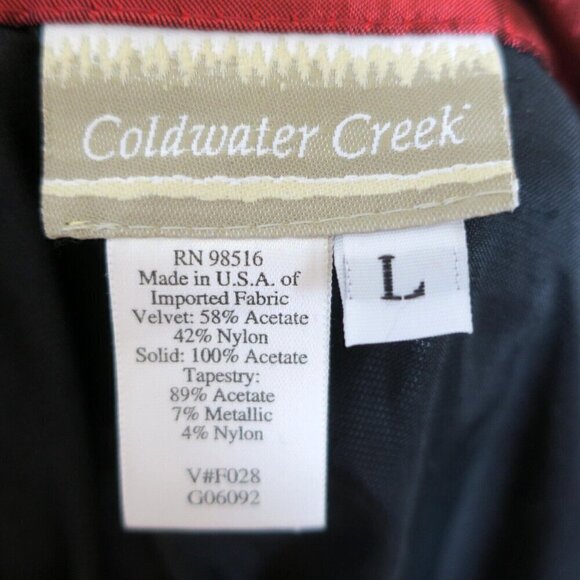 Coldwater Creek
RN 98516
Made in U.S.A. of
Imported Fabric
Velvet: 58% Acetate
42% Nylon
Solid: 100% Acetate
Tapestry:
89% Acetate
7% Metallic
4% Nylon
V#F028
G06092
L